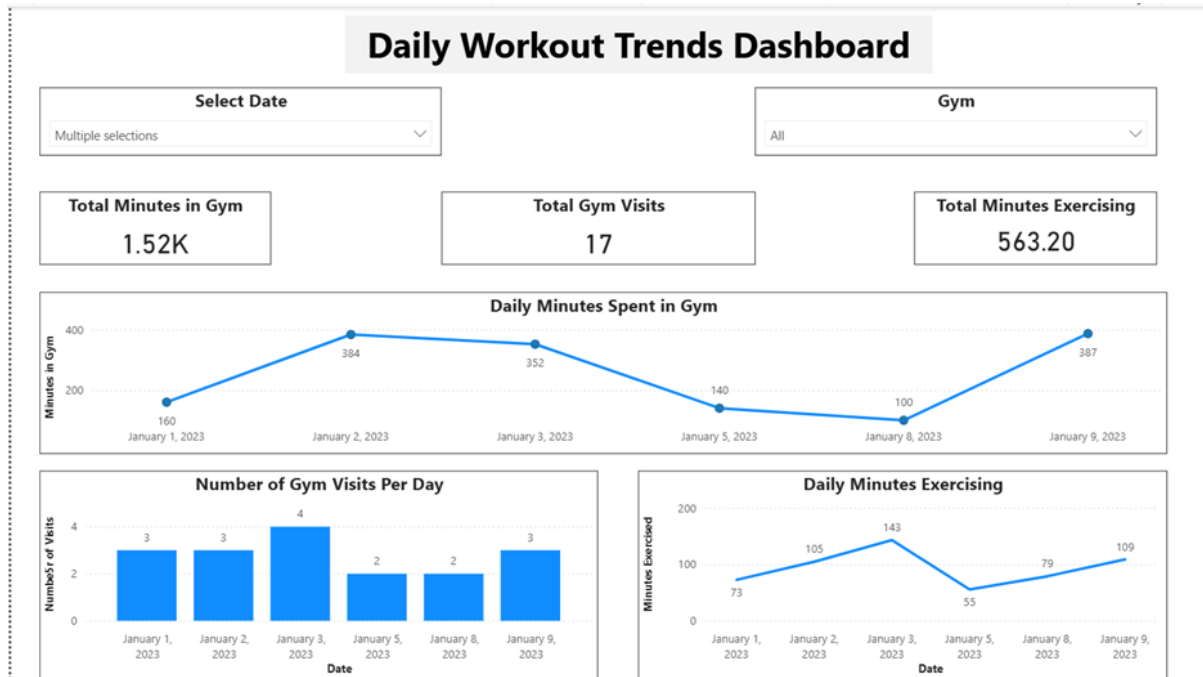 Daily Workout Trends Dashboard
Select Date
Multiple selections
Gym
All
Total Minutes in Gym
1.52K
Total Gym Visits
17
Total Minutes Exercising
563.20
Daily Minutes Spent in Gym
Minutes in Gym
400
200
160
384
352
140
100
387
January 1, 2023
January 2, 2023
January 3, 2023
January 5, 2023
January 8, 2023
January 9, 2023
Number of Gym Visits Per Day
Numbe5r of Visits
4
2
0
3
3
4
2
2
3
January 1,
2023
January 2,
2023
January 3,
2023
January 5,
2023
January 8,
2023
January 9,
2023
Date
Daily Minutes Exercising
Minutes Exercised
200
100
0
73
105
143
55
79
109
January 1,
2023
January 2,
2023
January 3,
2023
January 5,
2023
January 8,
2023
January 9,
2023
Date